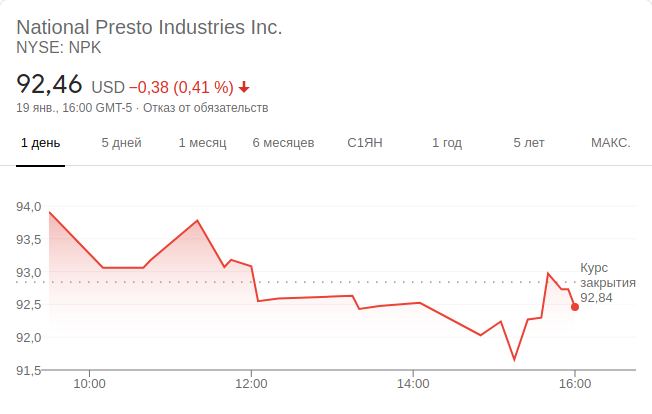 National Presto Industries Inc.
NYSE: NPK
92,46 USD −0,38 (0,41 %)
19 янв., 16:00 GMT-5 · Отказ от обязательств
1 день 5 дней 1 месяц 6 месяцев С1ЯН 1 год 5 лет МАКС.
94,0
93,5
93,0
92,5
92,0
91,5
Курс
закрытия
92,84
10:00 12:00 14:00 16:00